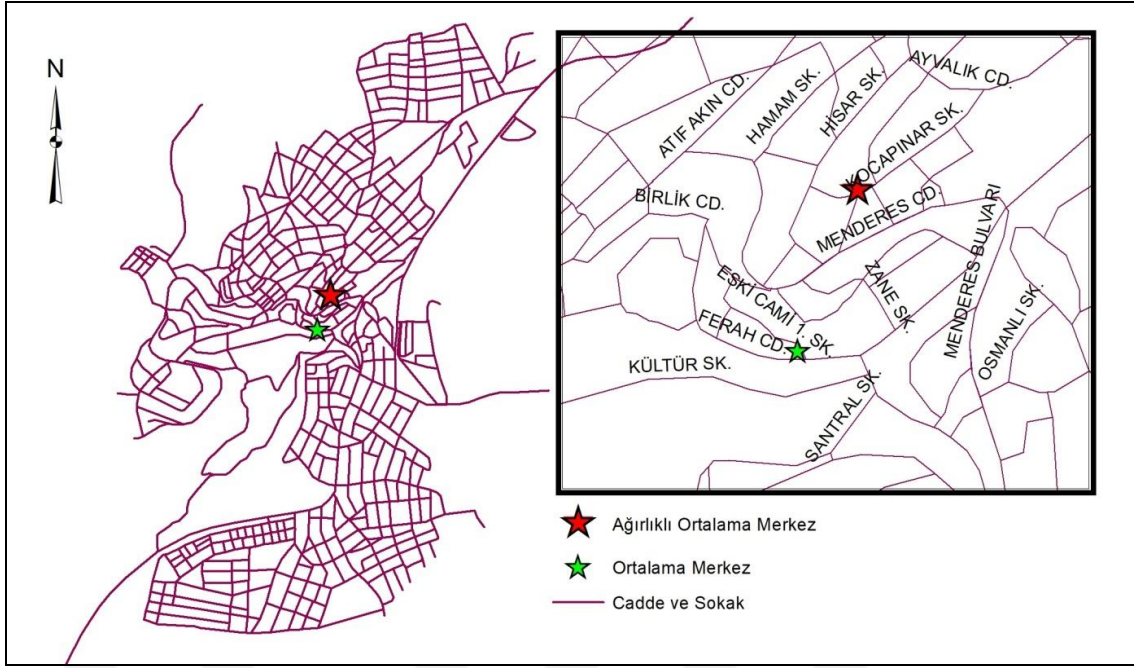 N
AYVALIK CD.
ATIF AKIN CD.
HAMAM SK.
HİSAR SK.
KOCAPINAR SK.
BİRLİK CD.
MENDERES CD.
MENDERES BULVARI
ZANE SK.
ESKİ CAMİ 1. SK.
FERAH CD.
OSMANLI SK.
KÜLTÜR SK.
SANTRAL SK.
Ağırlıklı Ortalama Merkez
Ortalama Merkez
Cadde ve Sokak